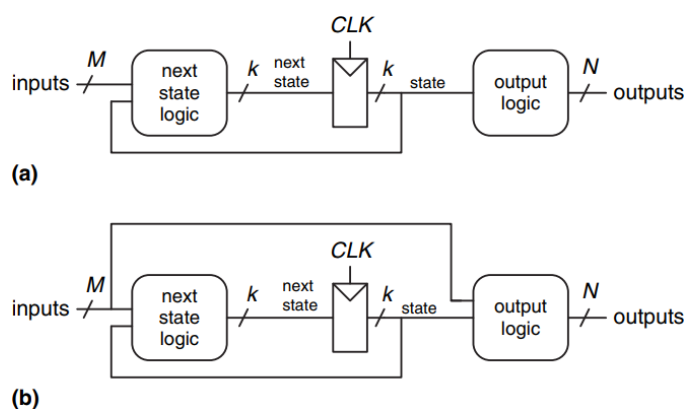 CLK
inputs M next state logic k next state k state output logic N outputs
(a)
CLK
inputs M next state logic k next state k state output logic N outputs
(b)